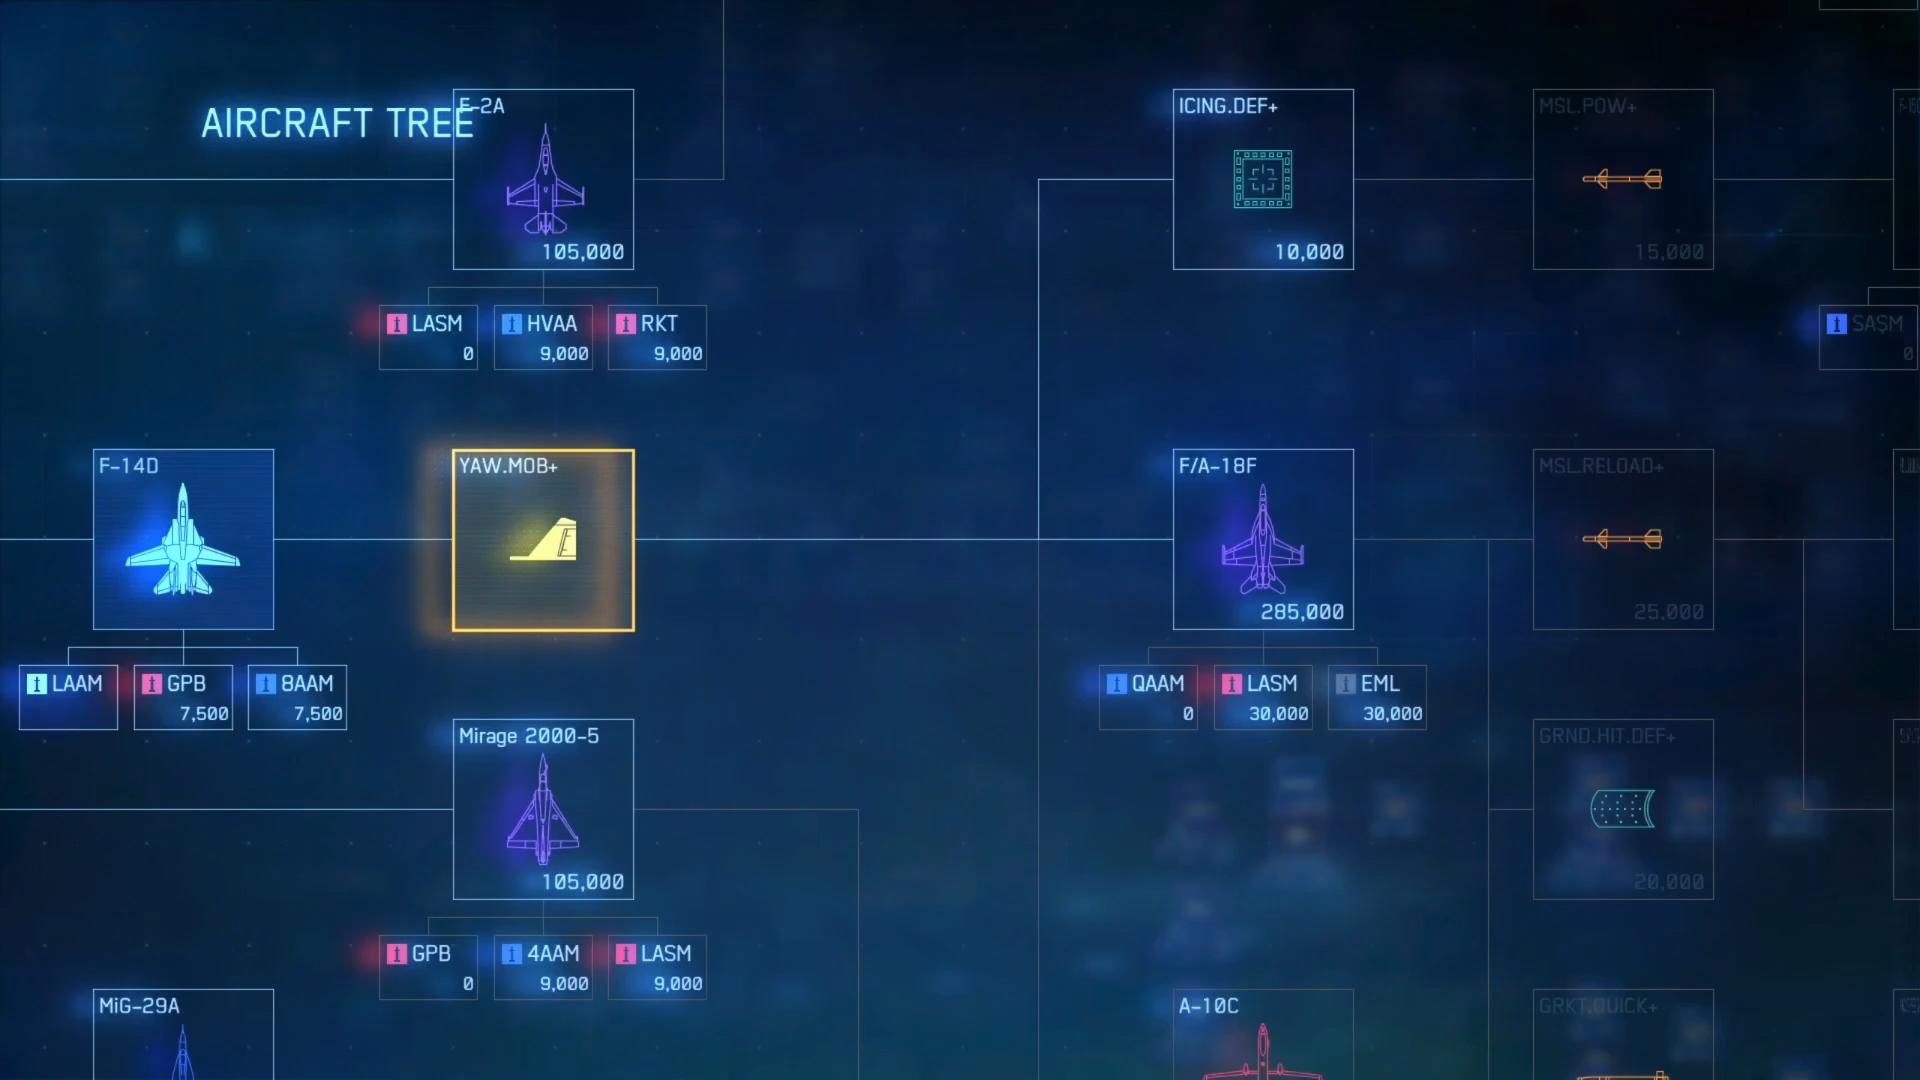 AIRCRAFT TREE
F-2A
105,000
LASM
0
HVAA
9,000
RKT
9,000
ICING.DEF+
10,000
MSL.POW+
15,000
SASM
0
F-14D
LAAM
GPB
7,500
8AAM
7,500
YAW.MOB+
F/A-18F
285,000
QAAM
0
LASM
30,000
EML
30,000
MSL.RELOAD+
25,000
Mirage 2000-5
105,000
GPB
0
4AAM
9,000
LASM
9,000
GRND.HIT.DEF+
20,000
MiG-29A
A-10C
GRKT.QUICK+